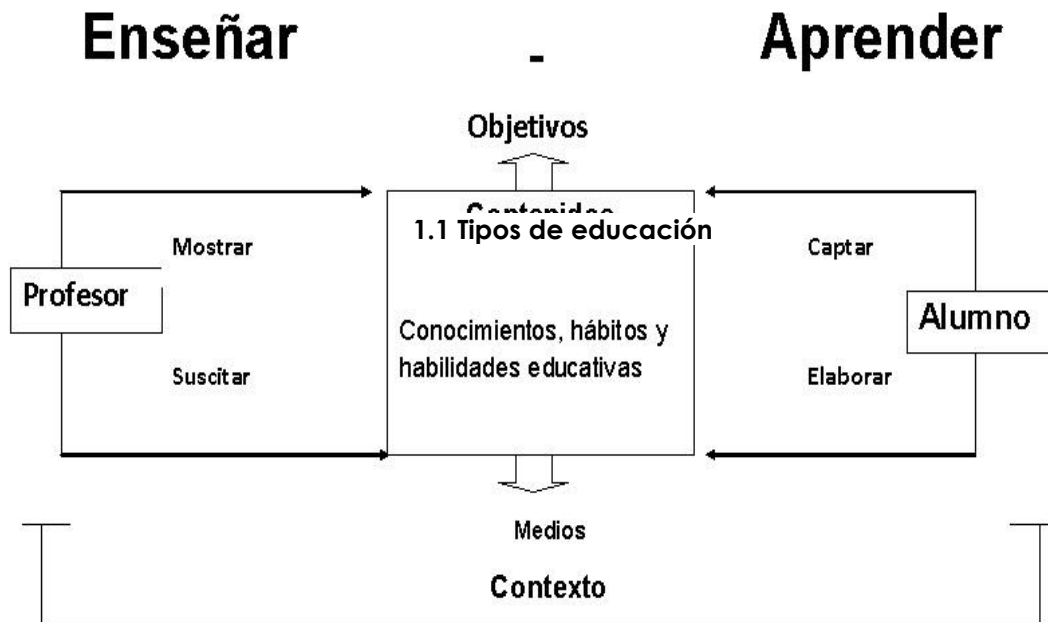 Enseñar - Aprender
Objetivos
1.1 Tipos de educación
Mostrar
Captar
Profesor
Alumno
Conocimientos, hábitos y
habilidades educativas
Suscitar
Elaborar
Medios
Contexto